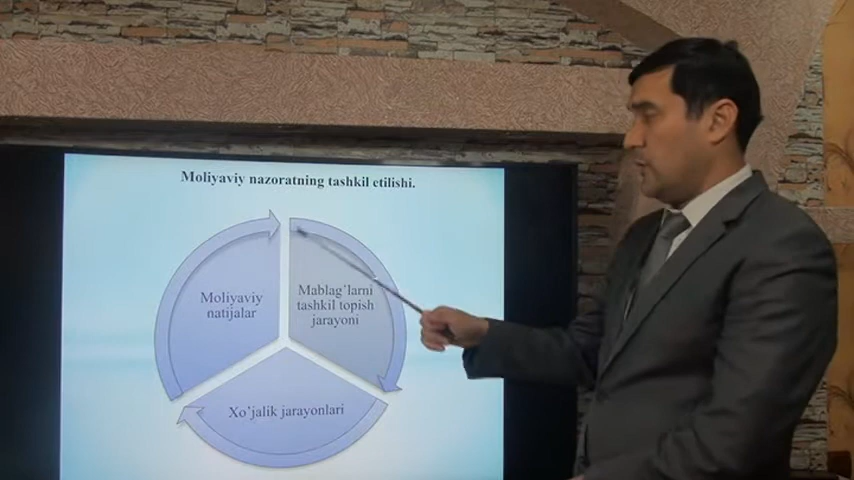 Moliyaviy nazoratning tashkil etilishi.
Moliyaviy
natijalar
Mablag’larni
tashkil topish
jarayoni
Xo’jalik jarayonlari